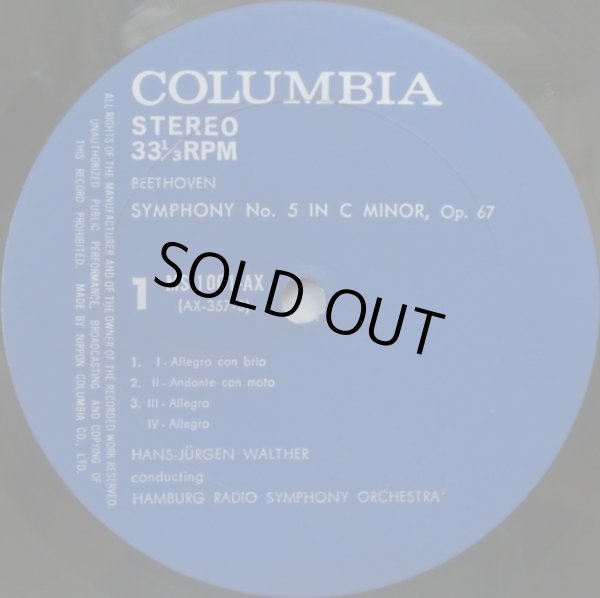 COLUMBIA
STEREO
33⅓RPM
BEETHOVEN
SYMPHONY No. 5 IN C MINOR, Op. 67
1
SOLD OUT
1. I - Allegro con brio
2. II - Andante con moto
3. III - Allegro
IV - Allegro
HANS-JÜRGEN WALTHER
conducting
HAMBURG RADIO SYMPHONY ORCHESTRA
ALL RIGHTS OF THE MANUFACTURER AND OF THE OWNER OF THE RECORDED WORK RESERVED.
UNAUTHORIZED PUBLIC PERFORMANCE, BROADCASTING AND COPYING OF
THIS RECORD PROHIBITED. MADE BY NIPPON COLUMBIA CO., LTD.